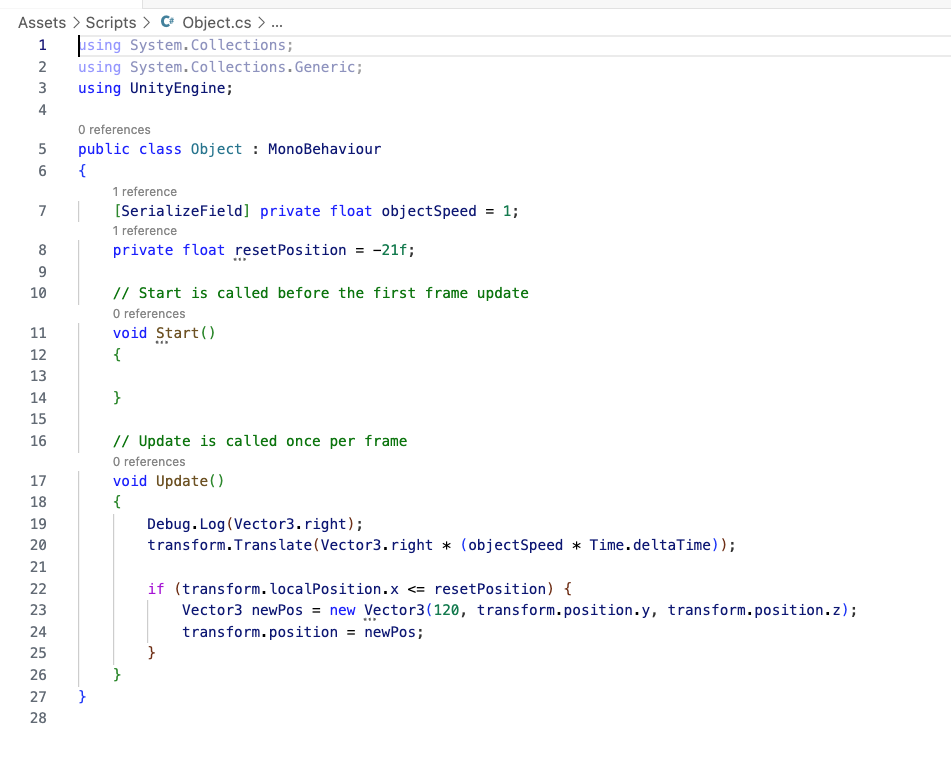 Assets > Scripts > C# Object.cs > ...
1 using System.Collections;
2 using System.Collections.Generic;
3 using UnityEngine;
4
0 references
5 public class Object : MonoBehaviour
6 {
1 reference
7 [SerializeField] private float objectSpeed = 1;
1 reference
8 private float resetPosition = -21f;
9
10 // Start is called before the first frame update
0 references
11 void Start()
12 {
13
14 }
15
16 // Update is called once per frame
0 references
17 void Update()
18 {
19 Debug.Log(Vector3.right);
20 transform.Translate(Vector3.right * (objectSpeed * Time.deltaTime));
21
22 if (transform.localPosition.x <= resetPosition) {
23 Vector3 newPos = new Vector3(120, transform.position.y, transform.position.z);
24 transform.position = newPos;
25 }
26 }
27 }
28